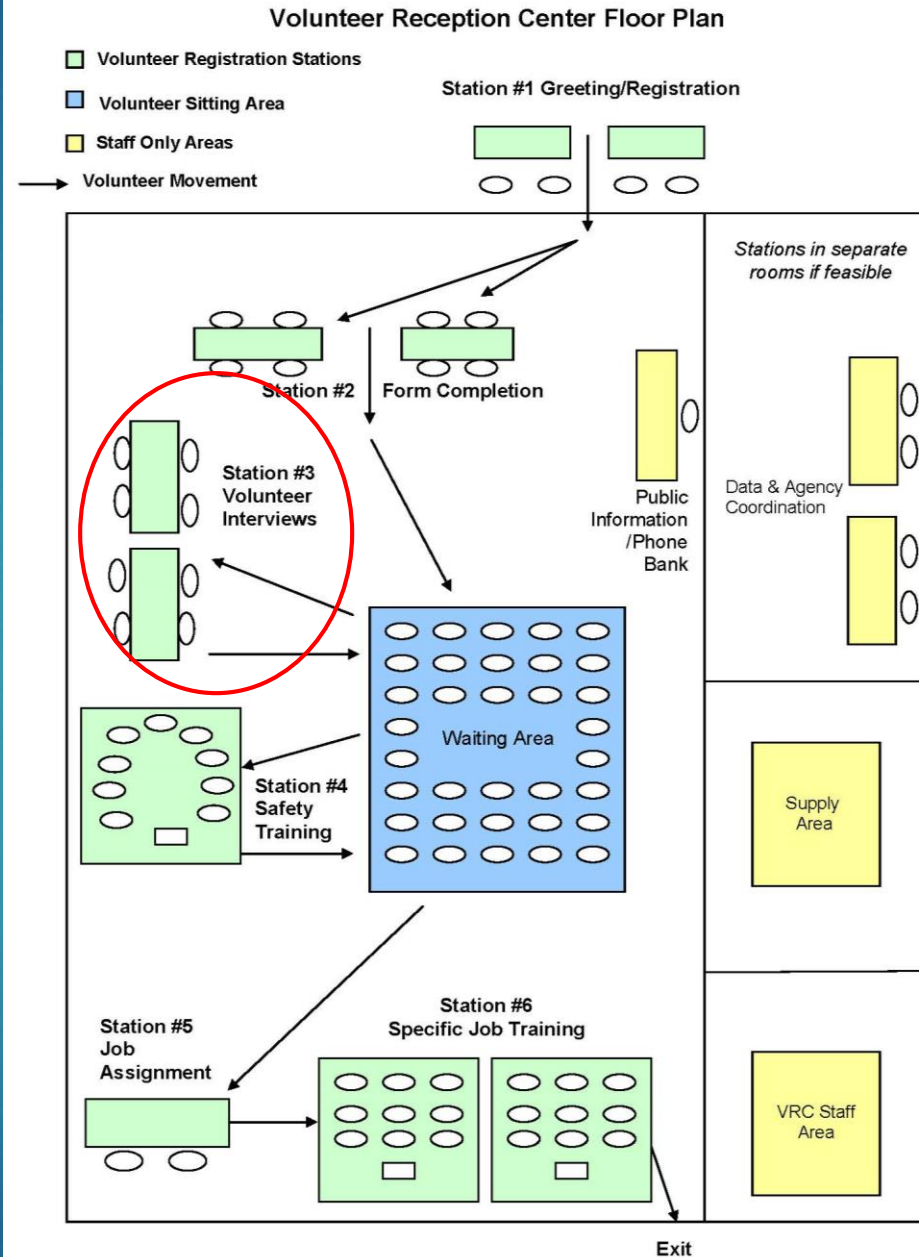 Volunteer Reception Center Floor Plan
Volunteer Registration Stations
Volunteer Sitting Area
Staff Only Areas
Volunteer Movement
Station #1 Greeting/Registration
Stations in separate
rooms if feasible
Station #2
Form Completion
Station #3
Volunteer
Interviews
Public
Information
/Phone
Bank
Data & Agency
Coordination
Waiting Area
Station #4
Safety
Training
Supply
Area
Station #5
Job
Assignment
Station #6
Specific Job Training
VRC Staff
Area
Exit